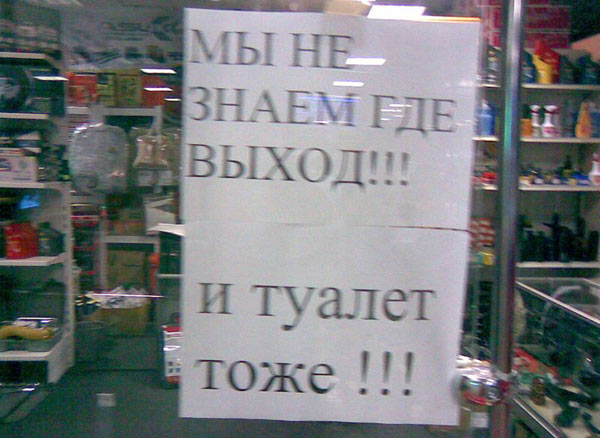 МЫ НЕ
ЗНАЕМ ГДЕ
ВЫХОД!!!
и туалет
тоже !!!